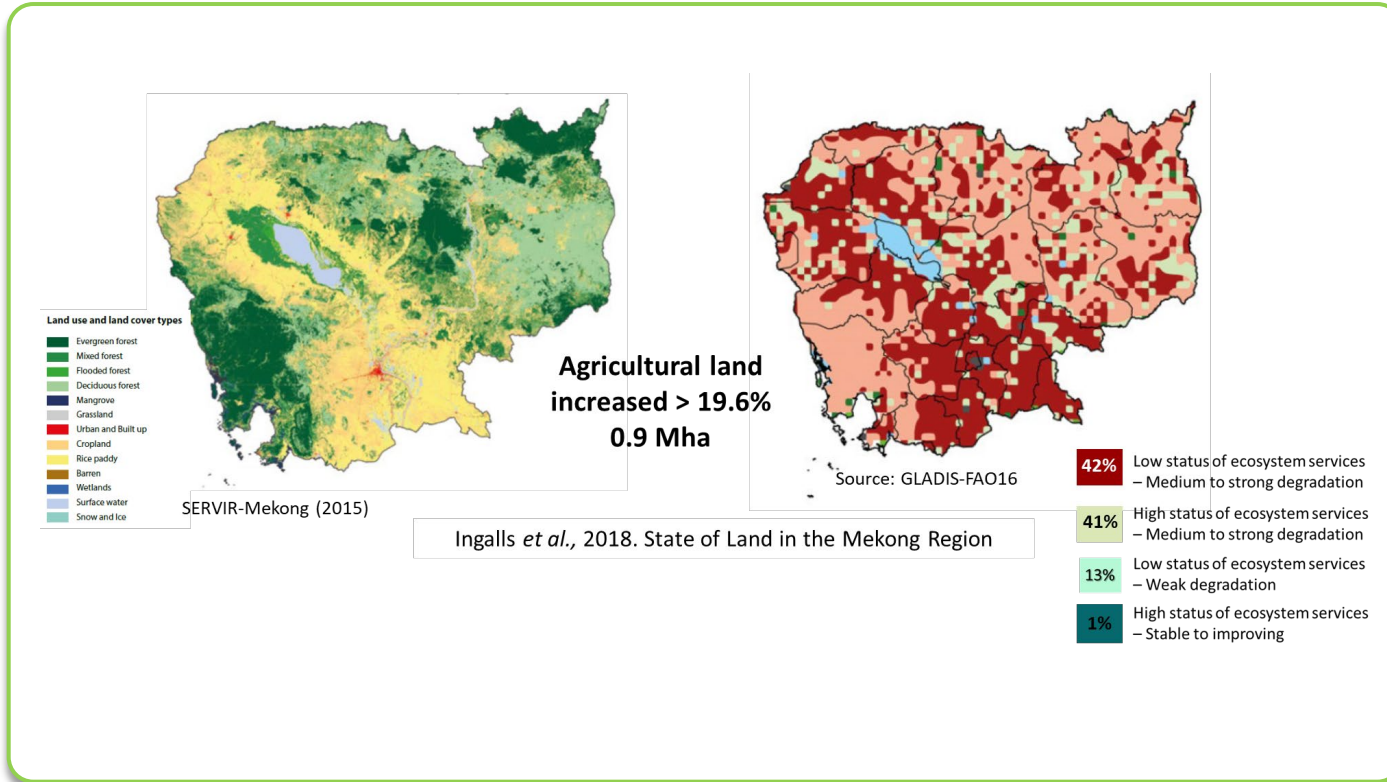 Land use and land cover types
Evergreen forest
Mixed forest
Flooded forest
Deciduous forest
Mangrove
Grassland
Urban and Built up
Cropland
Rice paddy
Barren
Wetlands
Surface water
Snow and Ice
SERVIR-Mekong (2015)
Agricultural land
increased > 19.6%
0.9 Mha
Source: GLADIS-FAO16
42% Low status of ecosystem services
– Medium to strong degradation
41% High status of ecosystem services
– Medium to strong degradation
13% Low status of ecosystem services
– Weak degradation
1% High status of ecosystem services
– Stable to improving
Ingalls et al., 2018. State of Land in the Mekong Region